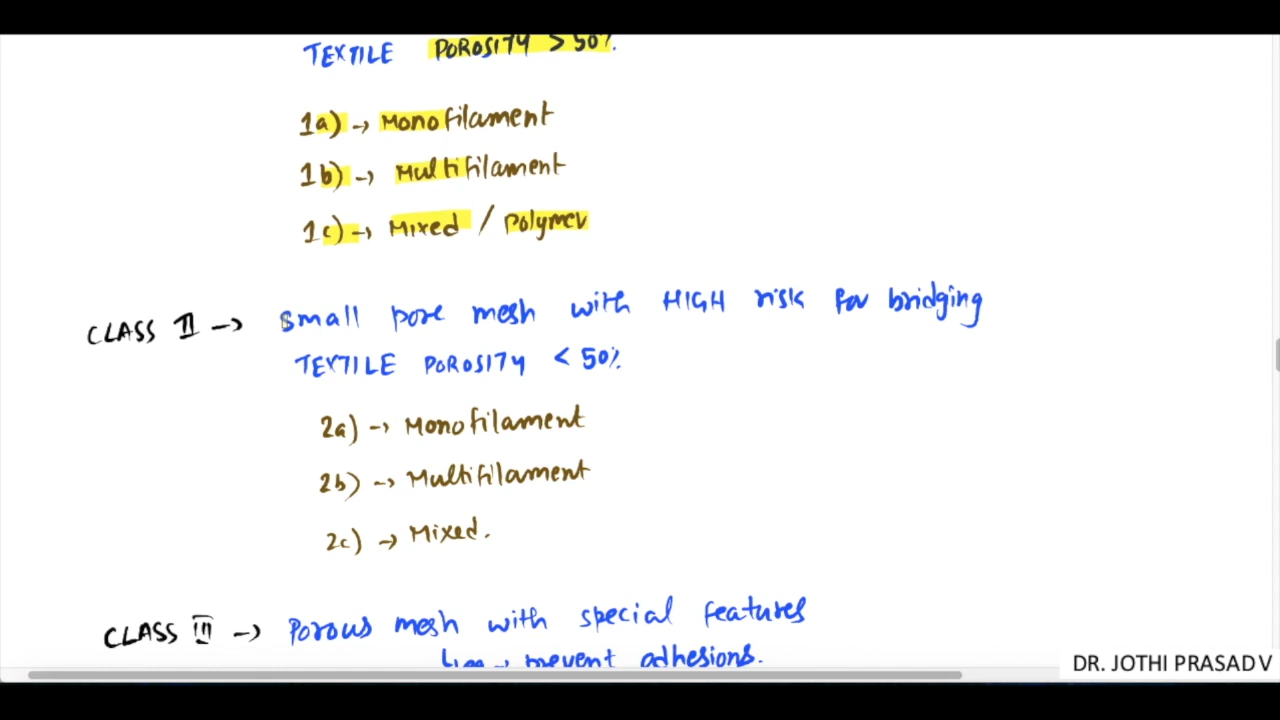 TEXTILE POROSITY > 50%.
1a) → Monofilament
1b) → Multifilament
1c) → Mixed / Polymer
CLASS II → Small pore mesh with HIGH risk for bridging
TEXTILE POROSITY < 50%
2a) → Monofilament
2b) → Multifilament
2c) → Mixed.
CLASS III → Porous mesh with special features
prevent adhesions.
DR. JOTHI PRASAD V